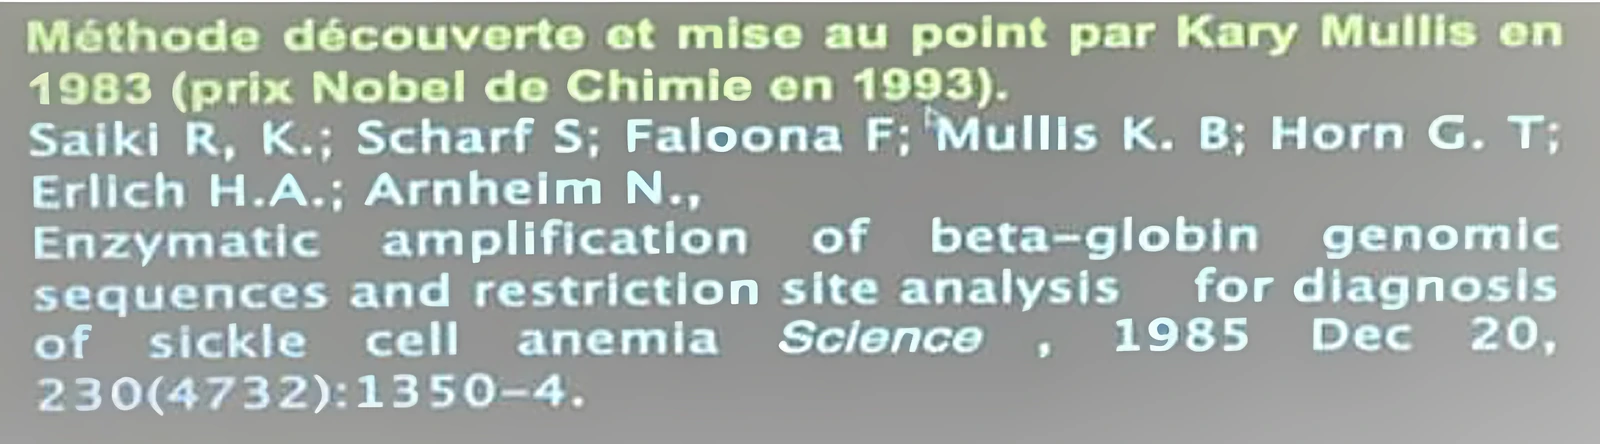 Méthode découverte et mise au point par Kary Mullis en
1983 (prix Nobel de Chimie en 1993).
Saiki R, K.; Scharf S; Faloona F; Mullis K. B; Horn G. T;
Erlich H.A.; Arnheim N.,
Enzymatic amplification of beta-globin genomic
sequences and restriction site analysis for diagnosis
of sickle cell anemia Science , 1985 Dec 20,
230(4732):1350-4.